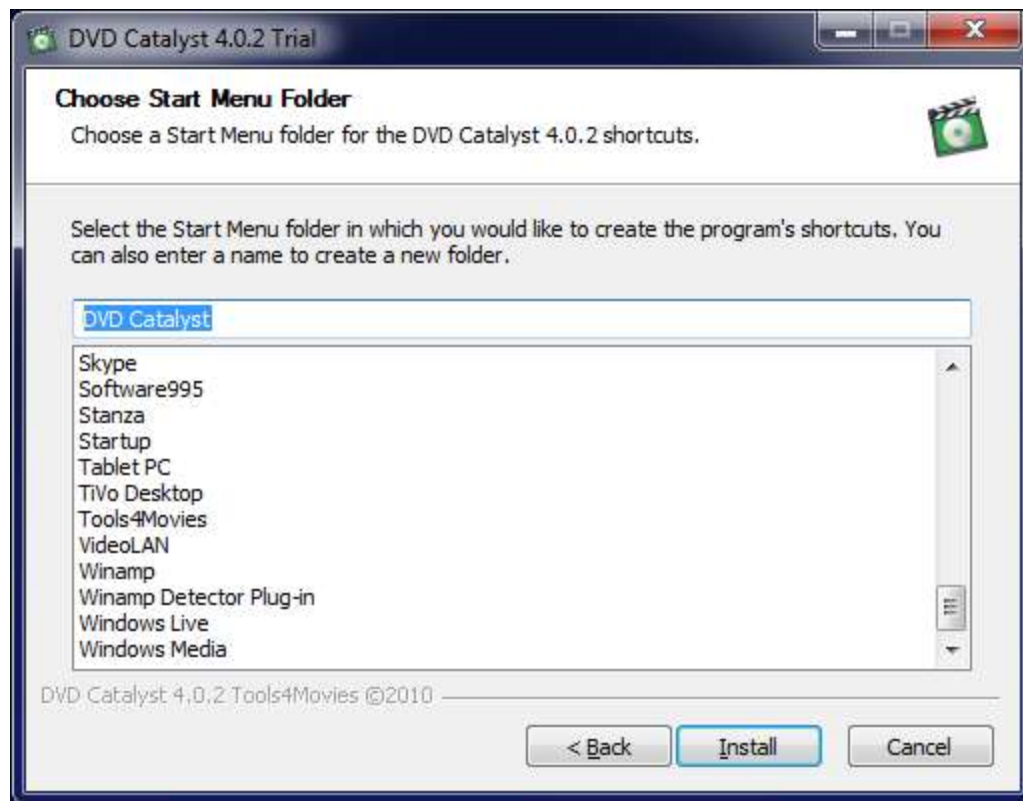 DVD Catalyst 4.0.2 Trial
Choose Start Menu Folder
Choose a Start Menu folder for the DVD Catalyst 4.0.2 shortcuts.
Select the Start Menu folder in which you would like to create the program's shortcuts. You
can also enter a name to create a new folder.
DVD Catalyst
Skype
Software995
Stanza
Startup
Tablet PC
TiVo Desktop
Tools4Movies
VideoLAN
Winamp
Winamp Detector Plug-in
Windows Live
Windows Media
DVD Catalyst 4.0.2 Tools4Movies ©2010
< Back Install Cancel